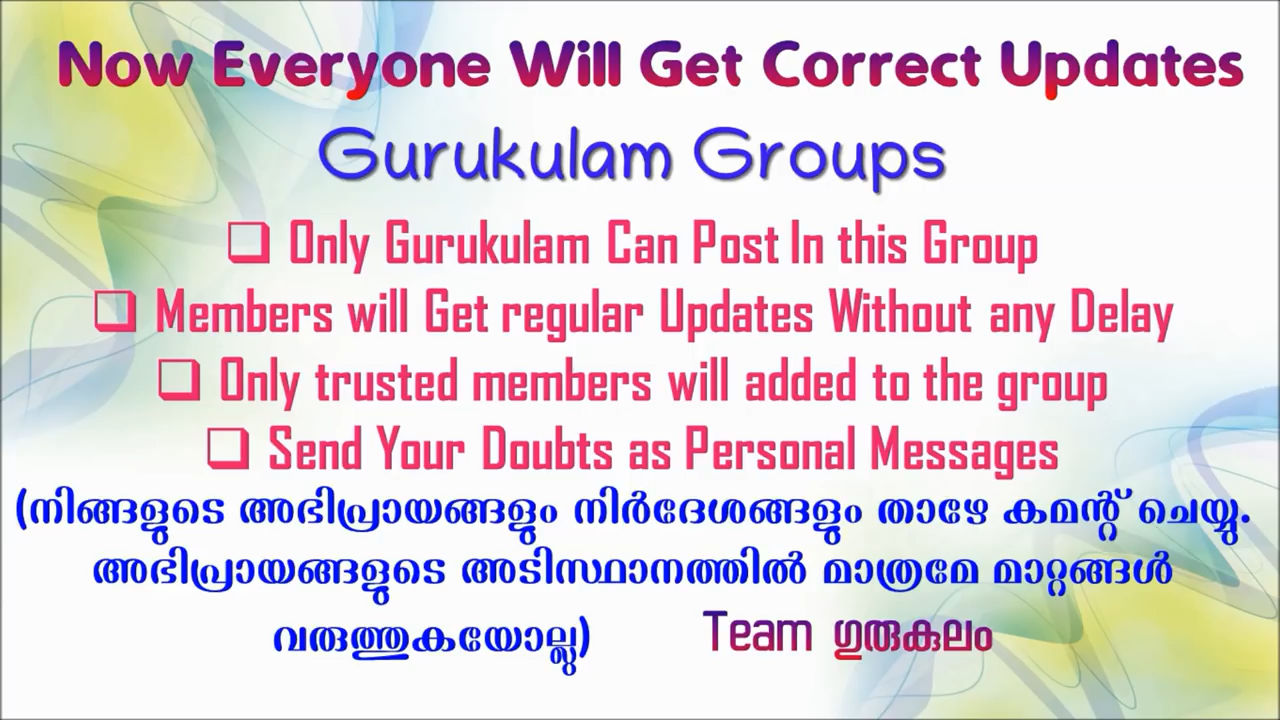 Now Everyone Will Get Correct Updates
Gurukulam Groups
❑ Only Gurukulam Can Post In this Group
❑ Members will Get regular Updates Without any Delay
❑ Only trusted members will added to the group
❑ Send Your Doubts as Personal Messages
(നിങ്ങളുടെ അഭിപ്രായങ്ങളും നിർദേശങ്ങളും താഴേ കമന്റ് ചെയ്യു.
അഭിപ്രായങ്ങളുടെ അടിസ്ഥാനത്തിൽ മാത്രമേ മാറ്റങ്ങൾ
വരുത്തുകയോല്ലു) Team ഗുരുകുലം